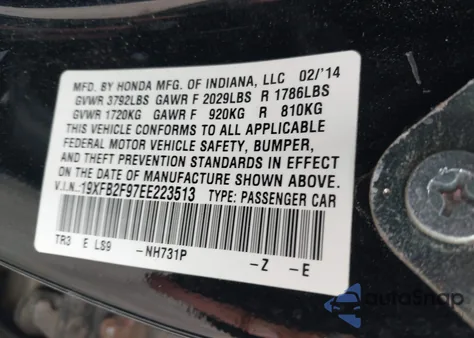 MFD. BY HONDA MFG. OF INDIANA, LLC 02/'14
GVWR 3792LBS GAWR F 2029LBS R 1786LBS
GVWR 1720KG GAWR F 920KG R 810KG
THIS VEHICLE CONFORMS TO ALL APPLICABLE
FEDERAL MOTOR VEHICLE SAFETY, BUMPER,
AND THEFT PREVENTION STANDARDS IN EFFECT
ON THE DATE OF MANUFACTURE SHOWN ABOVE.
V.I.N.:19XFB2F97EE223513 TYPE: PASSENGER CAR
TR3 E LS9 -NH731P -Z -E
autoSnap